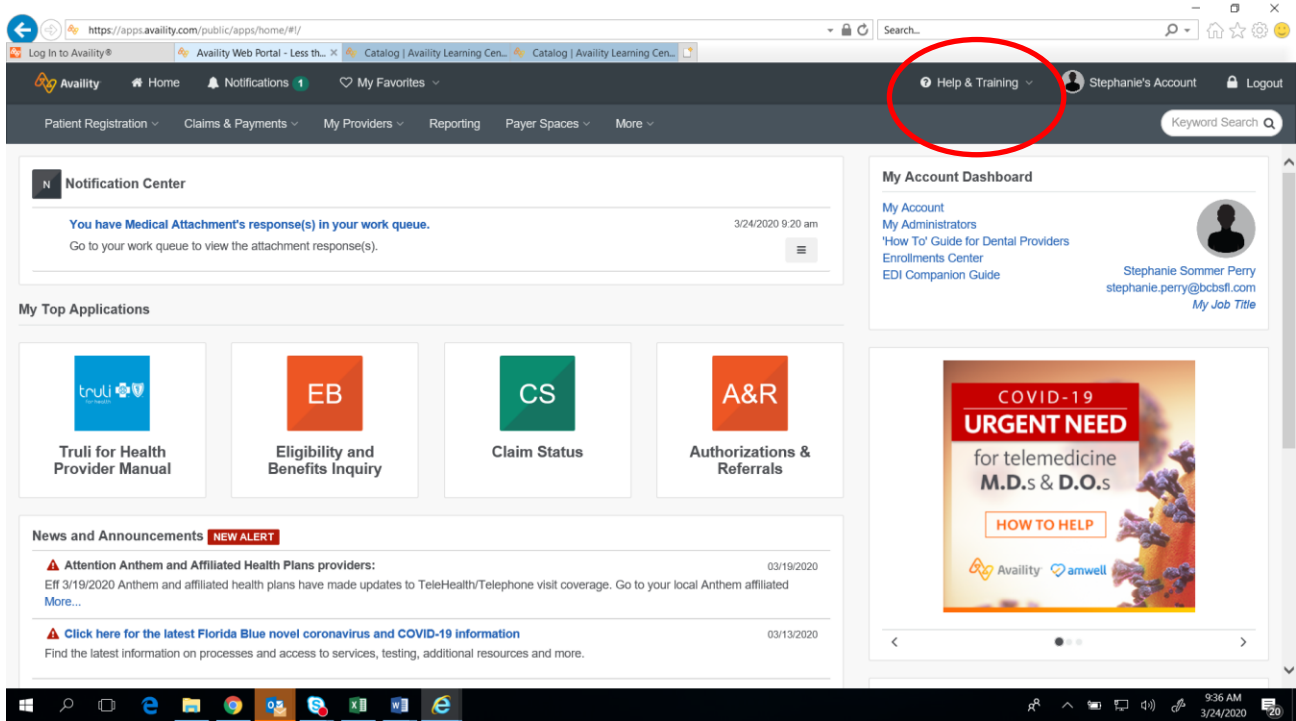 https://apps.availity.com/public/apps/home/#!/
Search...
Log In to Availity®
Availity Web Portal - Less th...
Catalog | Availity Learning Cen...
Catalog | Availity Learning Cen...
Availity
Home
Notifications 1
My Favorites
Help & Training
Stephanie's Account
Logout
Patient Registration
Claims & Payments
My Providers
Reporting
Payer Spaces
More
Keyword Search
N Notification Center
You have Medical Attachment's response(s) in your work queue.
3/24/2020 9:20 am
Go to your work queue to view the attachment response(s).
My Account Dashboard
My Account
My Administrators
'How To' Guide for Dental Providers
Enrollments Center
EDI Companion Guide
Stephanie Sommer Perry
stephanie.perry@bcbsfl.com
My Job Title
My Top Applications
truli
for health
Truli for Health
Provider Manual
EB
Eligibility and
Benefits Inquiry
CS
Claim Status
A&R
Authorizations &
Referrals
COVID-19
URGENT NEED
for telemedicine
M.D.s & D.O.s
HOW TO HELP
Availity amwell
News and Announcements NEW ALERT
Attention Anthem and Affiliated Health Plans providers:
03/19/2020
Eff 3/19/2020 Anthem and affiliated health plans have made updates to TeleHealth/Telephone visit coverage. Go to your local Anthem affiliated
More...
Click here for the latest Florida Blue novel coronavirus and COVID-19 information
03/13/2020
Find the latest information on processes and access to services, testing, additional resources and more.
9:36 AM
3/24/2020
20